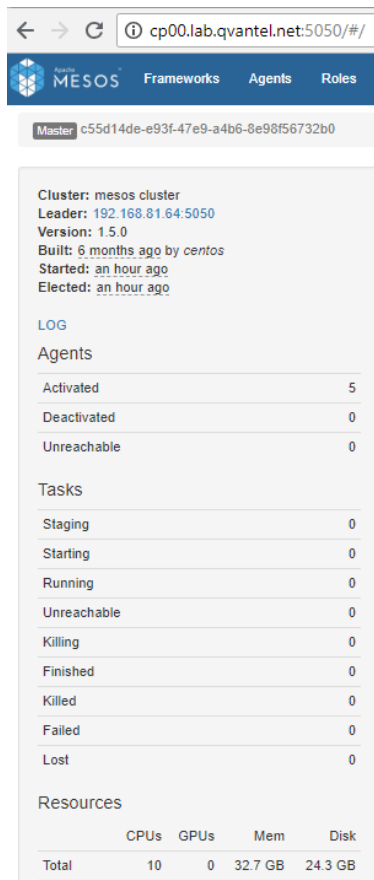 cp00.lab.qvantel.net:5050/#/
Apache
MESOS Frameworks Agents Roles
Master c55d14de-e93f-47e9-a4b6-8e98f56732b0
Cluster: mesos cluster
Leader: 192.168.81.64:5050
Version: 1.5.0
Built: 6 months ago by centos
Started: an hour ago
Elected: an hour ago
LOG
Agents
Activated 5
Deactivated 0
Unreachable 0
Tasks
Staging 0
Starting 0
Running 0
Unreachable 0
Killing 0
Finished 0
Killed 0
Failed 0
Lost 0
Resources
CPUs GPUs Mem Disk
Total 10 0 32.7 GB 24.3 GB